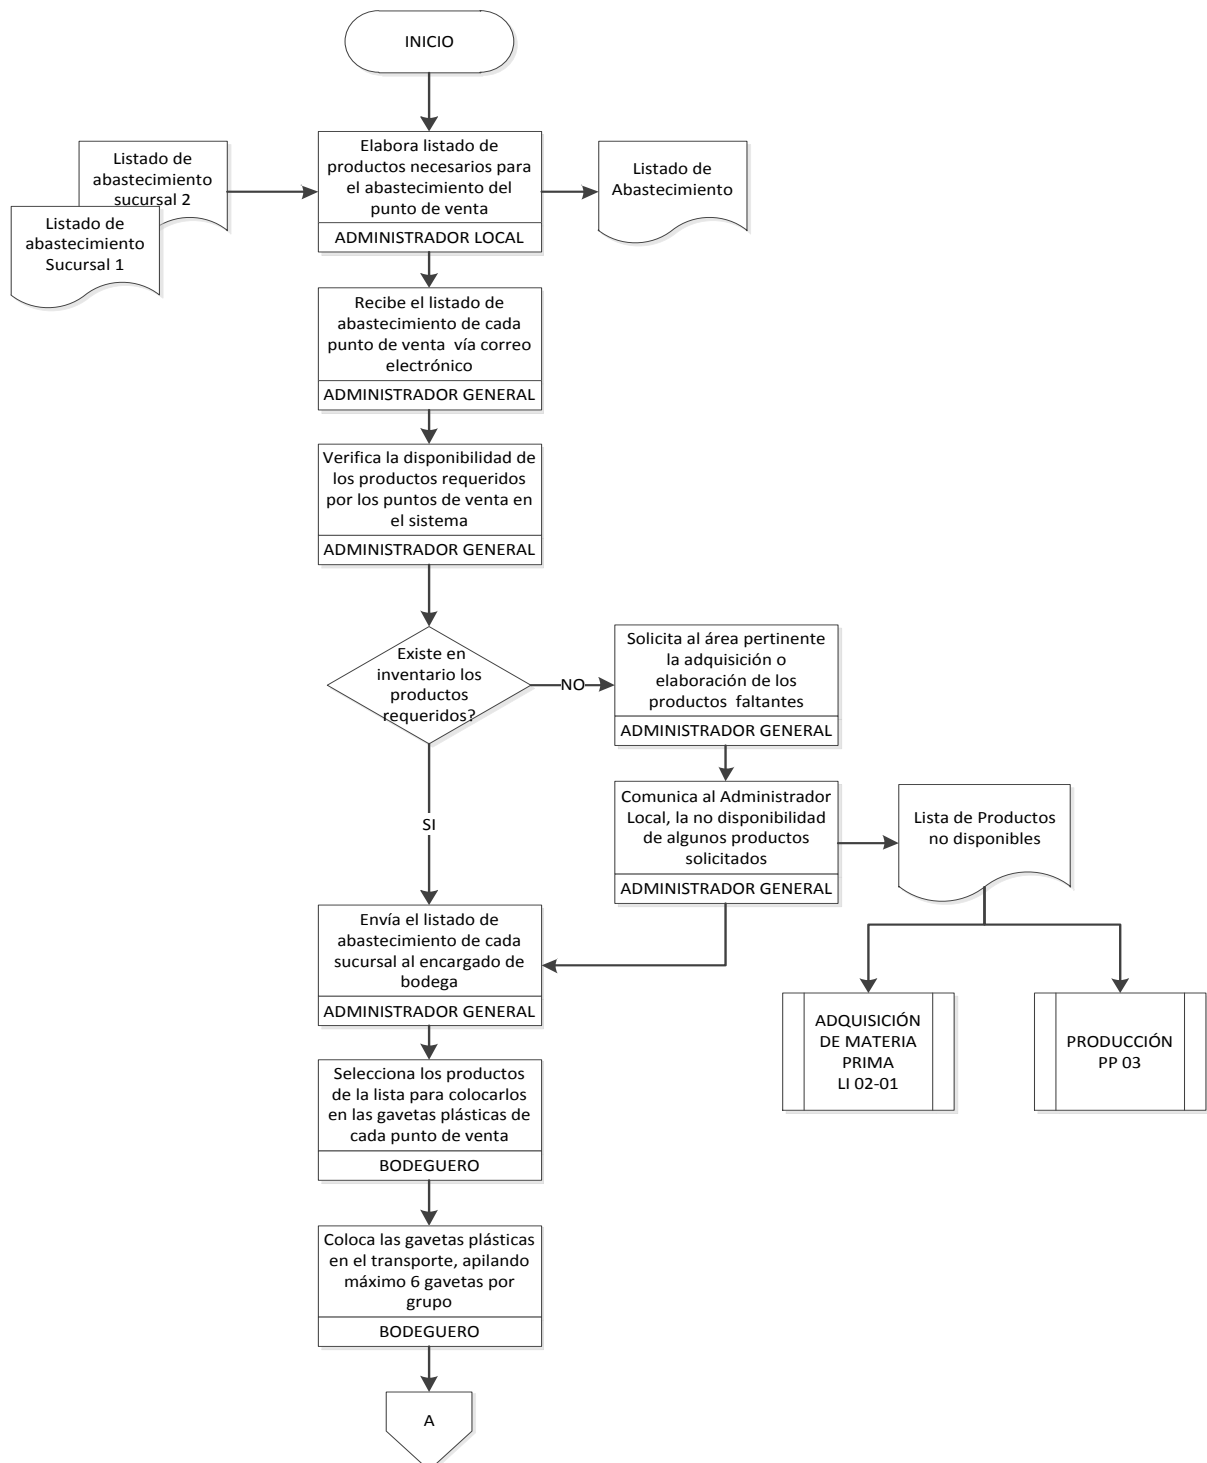 INICIO
Listado de
abastecimiento
sucursal 2
Listado de
abastecimiento
Sucursal 1
Elabora listado de
productos necesarios para
el abastecimiento del
punto de venta
ADMINISTRADOR LOCAL
Listado de
Abastecimiento
Recibe el listado de
abastecimiento de cada
punto de venta vía correo
electrónico
ADMINISTRADOR GENERAL
Verifica la disponibilidad de
los productos requeridos
por los puntos de venta en
el sistema
ADMINISTRADOR GENERAL
Existe en
inventario los
productos
requeridos?
NO
Solicita al área pertinente
la adquisición o
elaboración de los
productos faltantes
ADMINISTRADOR GENERAL
Comunica al Administrador
Local, la no disponibilidad
de algunos productos
solicitados
ADMINISTRADOR GENERAL
Lista de Productos
no disponibles
SI
Envía el listado de
abastecimiento de cada
sucursal al encargado de
bodega
ADMINISTRADOR GENERAL
ADQUISICIÓN
DE MATERIA
PRIMA
LI 02-01
PRODUCCIÓN
PP 03
Selecciona los productos
de la lista para colocarlos
en las gavetas plásticas de
cada punto de venta
BODEGUERO
Coloca las gavetas plásticas
en el transporte, apilando
máximo 6 gavetas por
grupo
BODEGUERO
A